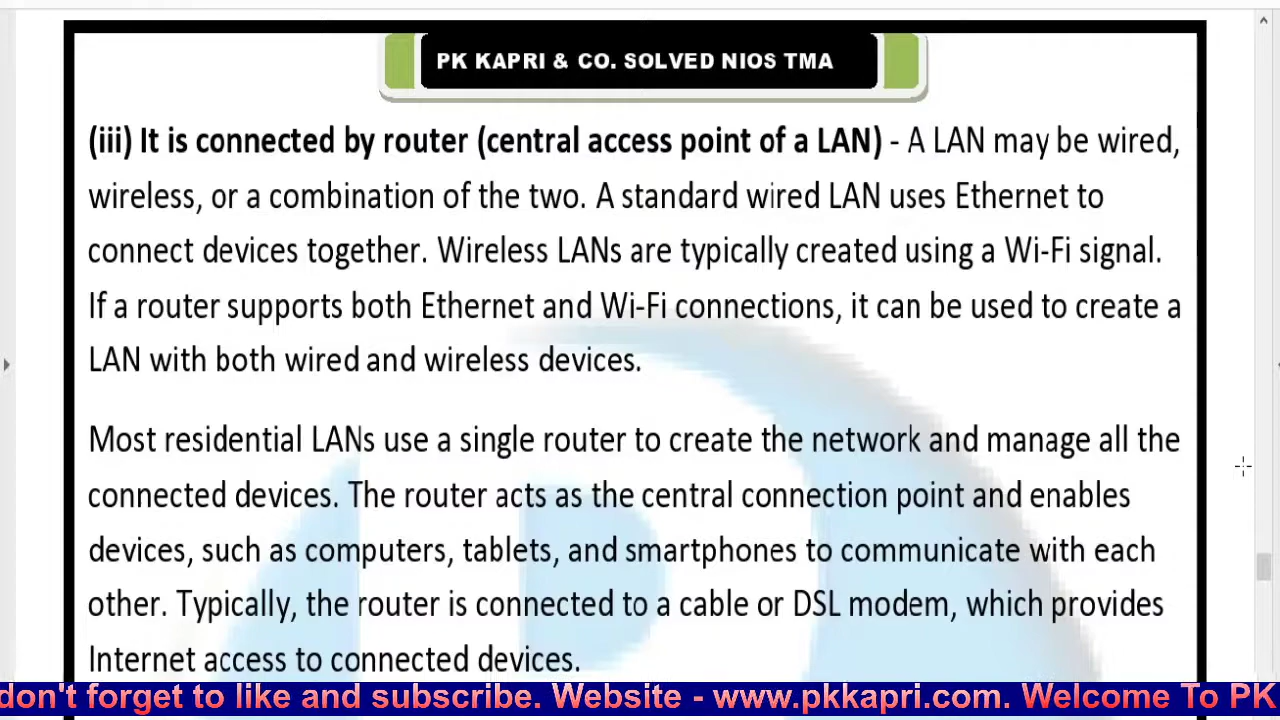 PK KAPRI & CO. SOLVED NIOS TMA
(iii) It is connected by router (central access point of a LAN) - A LAN may be wired,
wireless, or a combination of the two. A standard wired LAN uses Ethernet to
connect devices together. Wireless LANs are typically created using a Wi-Fi signal.
If a router supports both Ethernet and Wi-Fi connections, it can be used to create a
LAN with both wired and wireless devices.
Most residential LANs use a single router to create the network and manage all the
connected devices. The router acts as the central connection point and enables
devices, such as computers, tablets, and smartphones to communicate with each
other. Typically, the router is connected to a cable or DSL modem, which provides
Internet access to connected devices.
don't forget to like and subscribe. Website - www.pkkapri.com. Welcome To PK